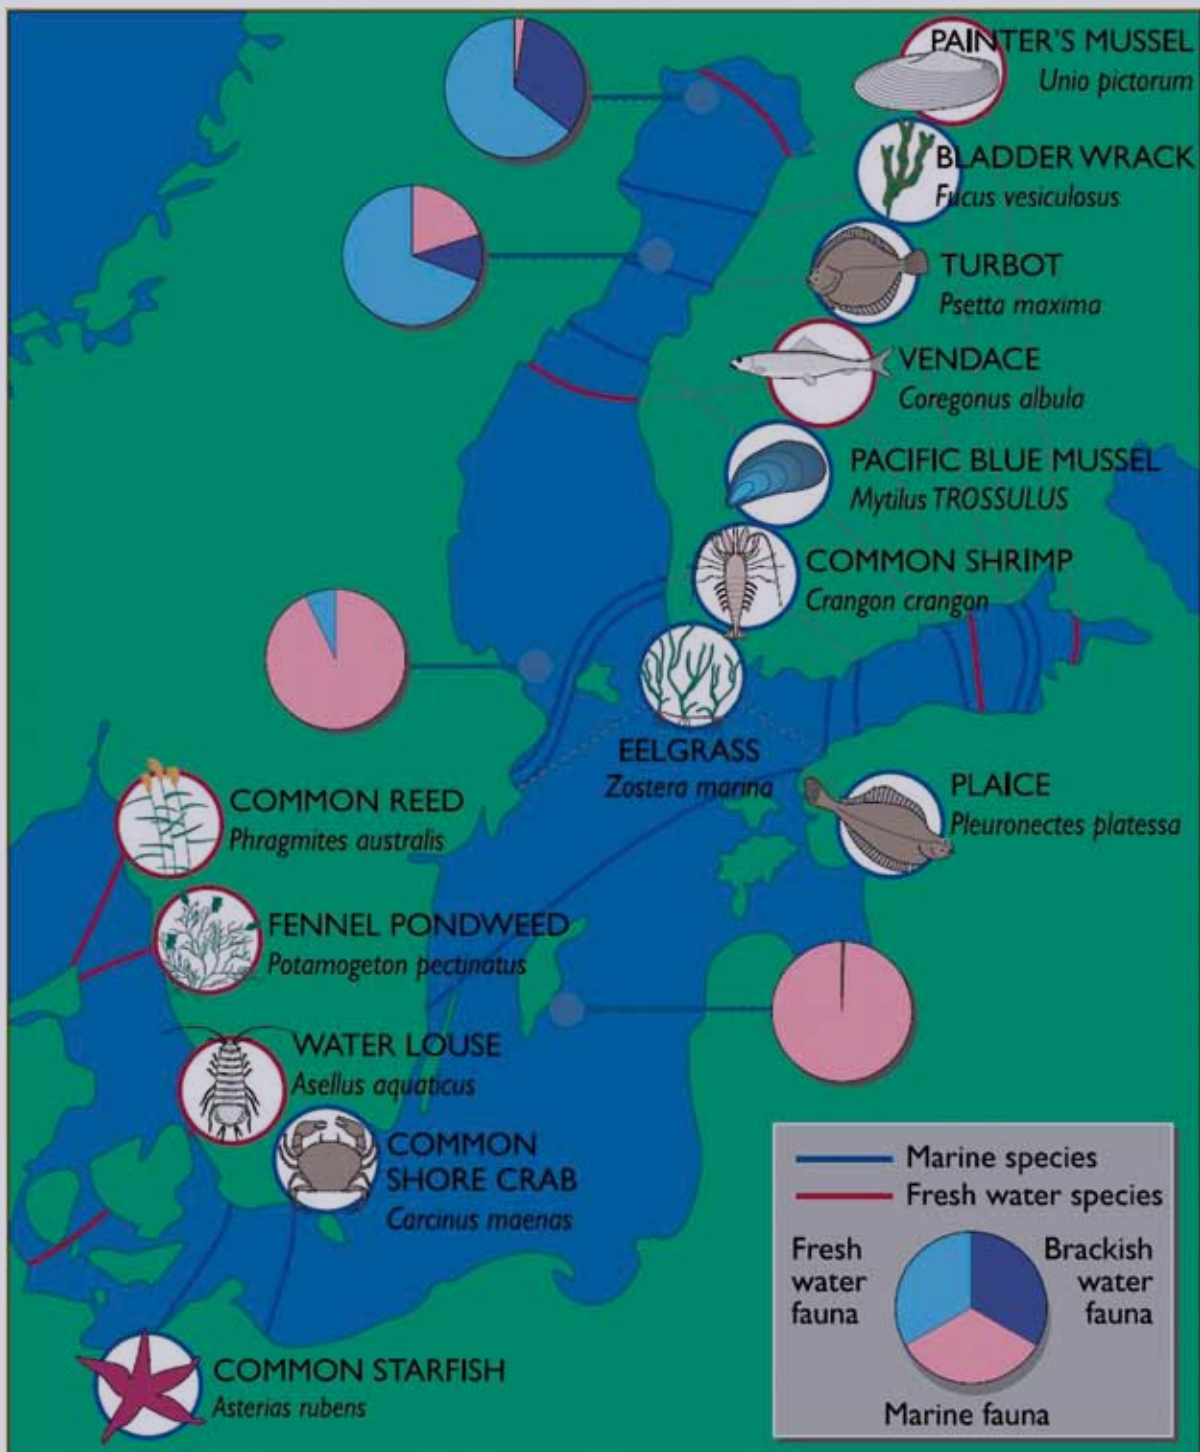 PAINTER'S MUSSEL
Unio pictorum
BLADDER WRACK
Fucus vesiculosus
TURBOT
Psetta maxima
VENDACE
Coregonus albula
PACIFIC BLUE MUSSEL
Mytilus TROSSULUS
COMMON SHRIMP
Crangon crangon
EELGRASS
Zostera marina
PLAICE
Pleuronectes platessa
COMMON REED
Phragmites australis
FENNEL PONDWEED
Potamogeton pectinatus
WATER LOUSE
Asellus aquaticus
COMMON
SHORE CRAB
Carcinus maenas
COMMON STARFISH
Asterias rubens
Marine species
Fresh water species
Fresh
water
fauna
Brackish
water
fauna
Marine fauna